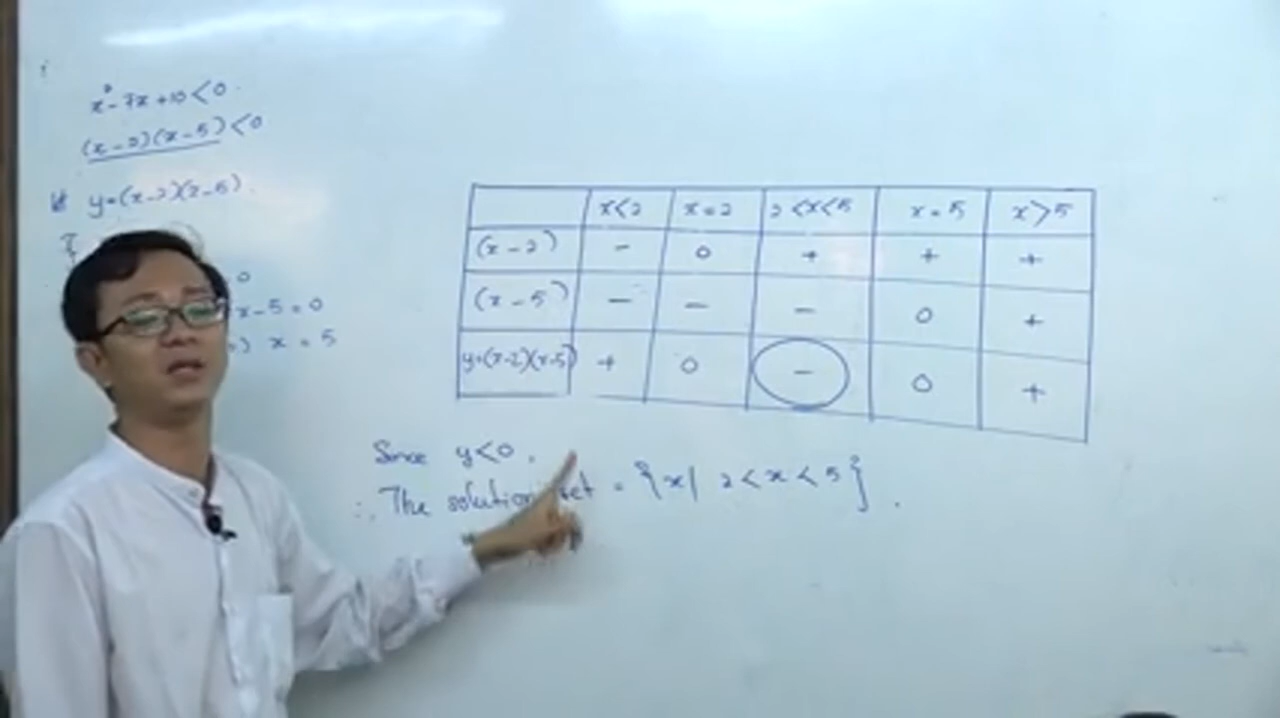 x²-7x+10<0
(x-2)(x-5)<0
y=(x-2)(x-5)
0
x-5=0
x=5
x<2 x=2 2<x<5 x=5 x>5
(x-2) - 0 + + +
(x-5) - - - 0 +
y=(x-2)(x-5) + 0 - 0 +
Since y<0,
∴ The solution set = {x| 2<x<5}.